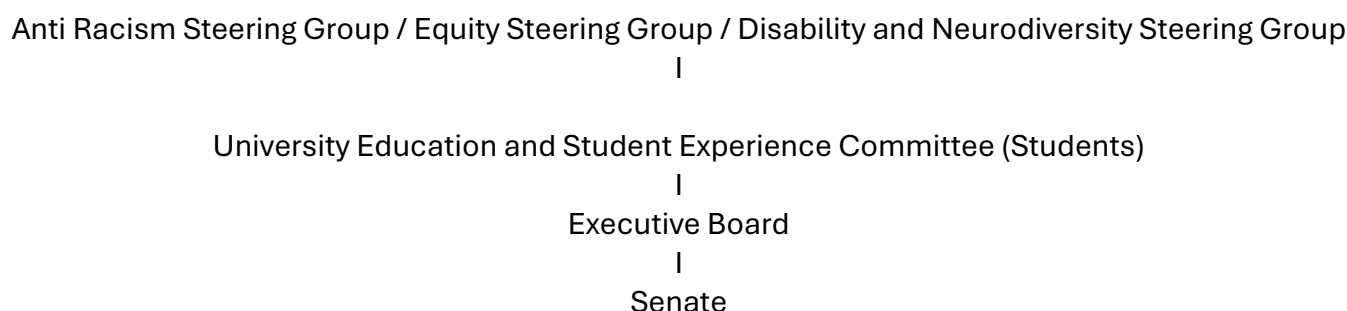 Anti Racism Steering Group / Equity Steering Group / Disability and Neurodiversity Steering Group
I
University Education and Student Experience Committee (Students)
I
Executive Board
I
Senate